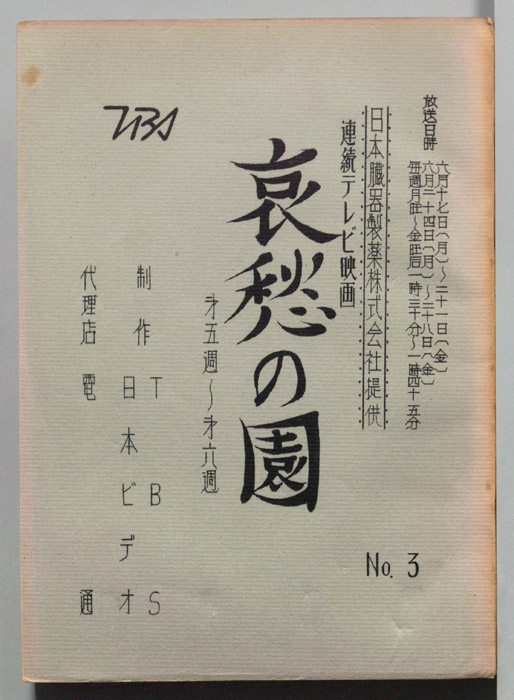 放送日時
六月十七日(月)～二十一日(金)
六月二十四日(月)～二十八日(金)
毎週月旺～金旺后一時三十分～一時四十五分
日本臓器製薬株式会社提供
連続テレビ映画
哀愁の園
才五週～才六週
No. 3
TBS
制作 TBS
日本ビデオ
代理店 電通